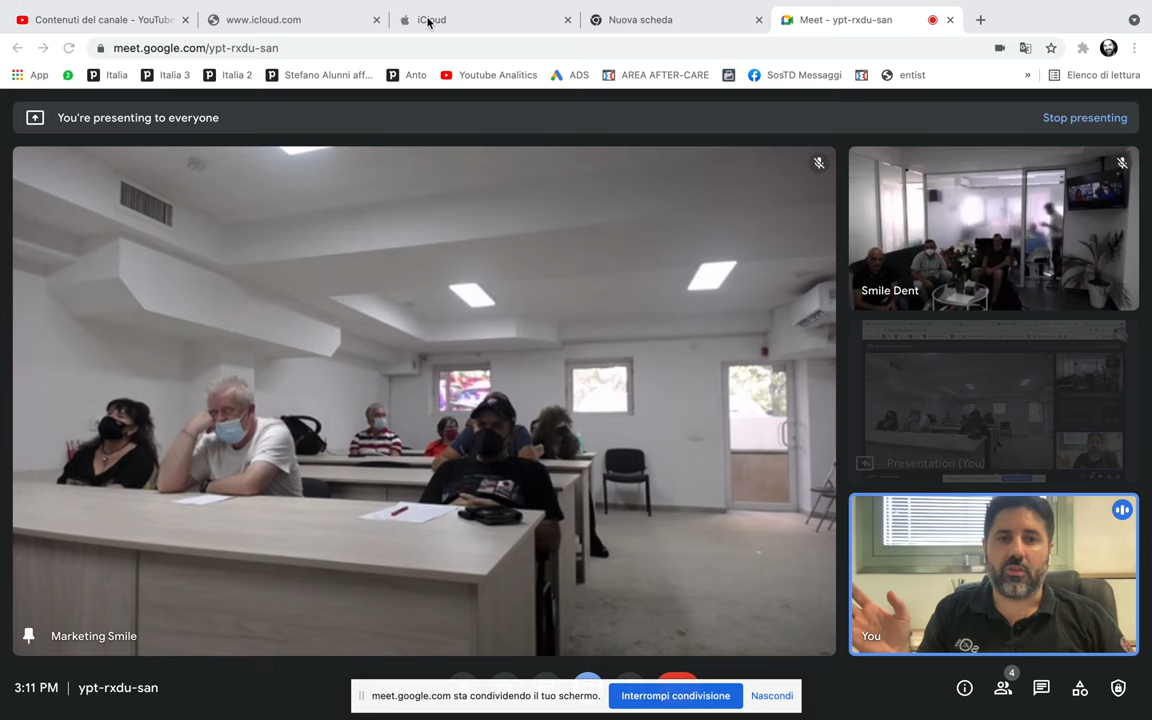 Contenuti del canale - YouTube
www.icloud.com
iCloud
Nuova scheda
Meet - ypt-rxdu-san
meet.google.com/ypt-rxdu-san
App
2
Italia
Italia 3
Italia 2
Stefano Alunni aff...
Anto
Youtube Analitics
ADS
AREA AFTER-CARE
SosTD Messaggi
entist
»
Elenco di lettura
You're presenting to everyone
Stop presenting
Smile Dent
Presentation (You)
Marketing Smile
You
3:11 PM | ypt-rxdu-san
meet.google.com sta condividendo il tuo schermo.
Interrompi condivisione
Nascondi
4